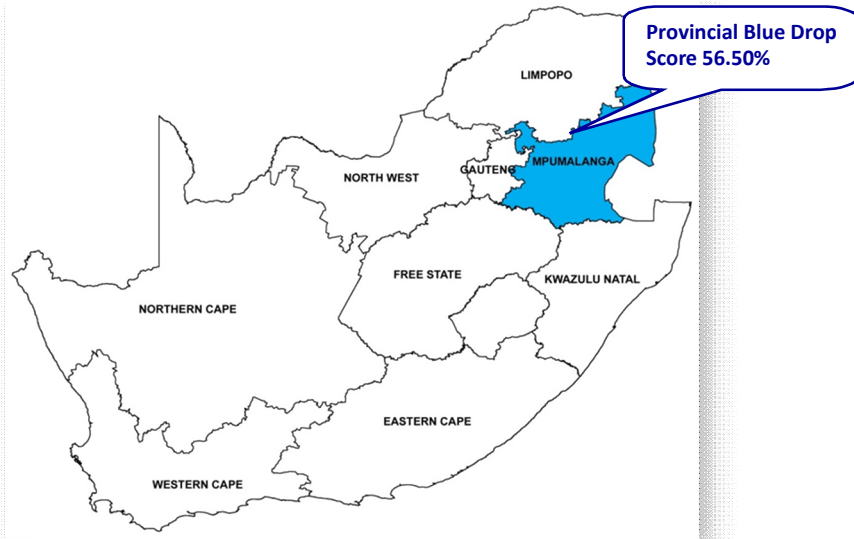 Provincial Blue Drop
Score 56.50%
LIMPOPO
MPUMALANGA
GAUTENG
NORTH WEST
FREE STATE
KWAZULU NATAL
NORTHERN CAPE
EASTERN CAPE
WESTERN CAPE